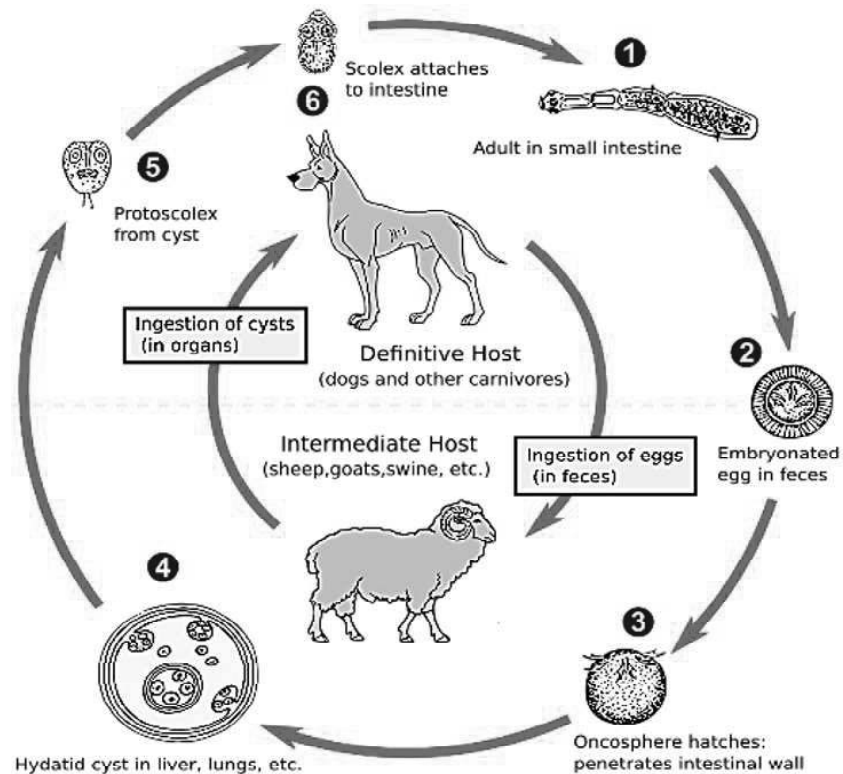 1
Scolex attaches
to intestine
6
Adult in small intestine
5
Protoscolex
from cyst
Ingestion of cysts
(in organs)
Definitive Host
(dogs and other carnivores)
2
Embryonated
egg in feces
Intermediate Host
(sheep,goats,swine, etc.)
Ingestion of eggs
(in feces)
4
Hydatid cyst in liver, lungs, etc.
3
Oncosphere hatches:
penetrates intestinal wall